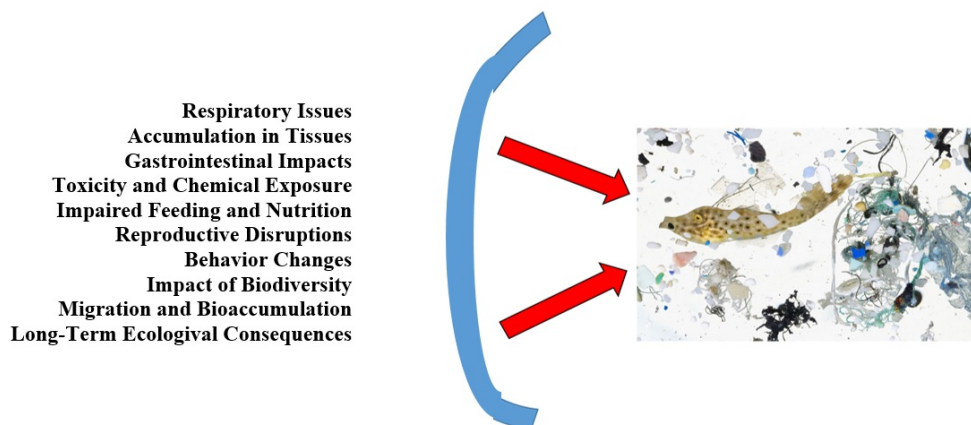 Respiratory Issues
Accumulation in Tissues
Gastrointestinal Impacts
Toxicity and Chemical Exposure
Impaired Feeding and Nutrition
Reproductive Disruptions
Behavior Changes
Impact of Biodiversity
Migration and Bioaccumulation
Long-Term Ecologival Consequences